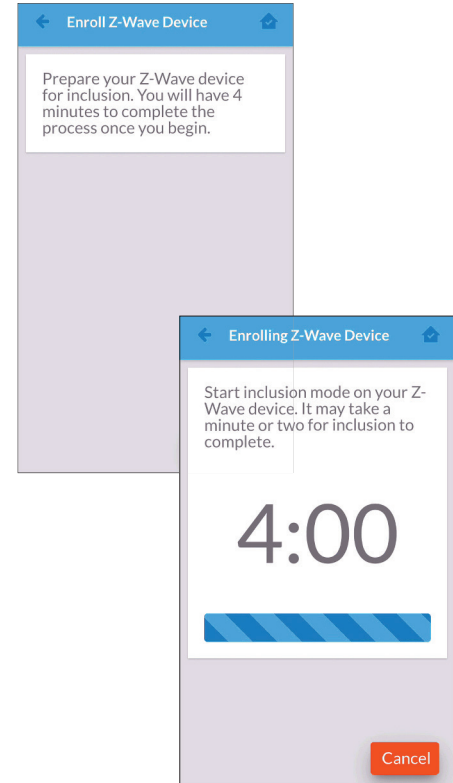 Enroll Z-Wave Device
Prepare your Z-Wave device
for inclusion. You will have 4
minutes to complete the
process once you begin.
Enrolling Z-Wave Device
Start inclusion mode on your Z-
Wave device. It may take a
minute or two for inclusion to
complete.
4:00
Cancel